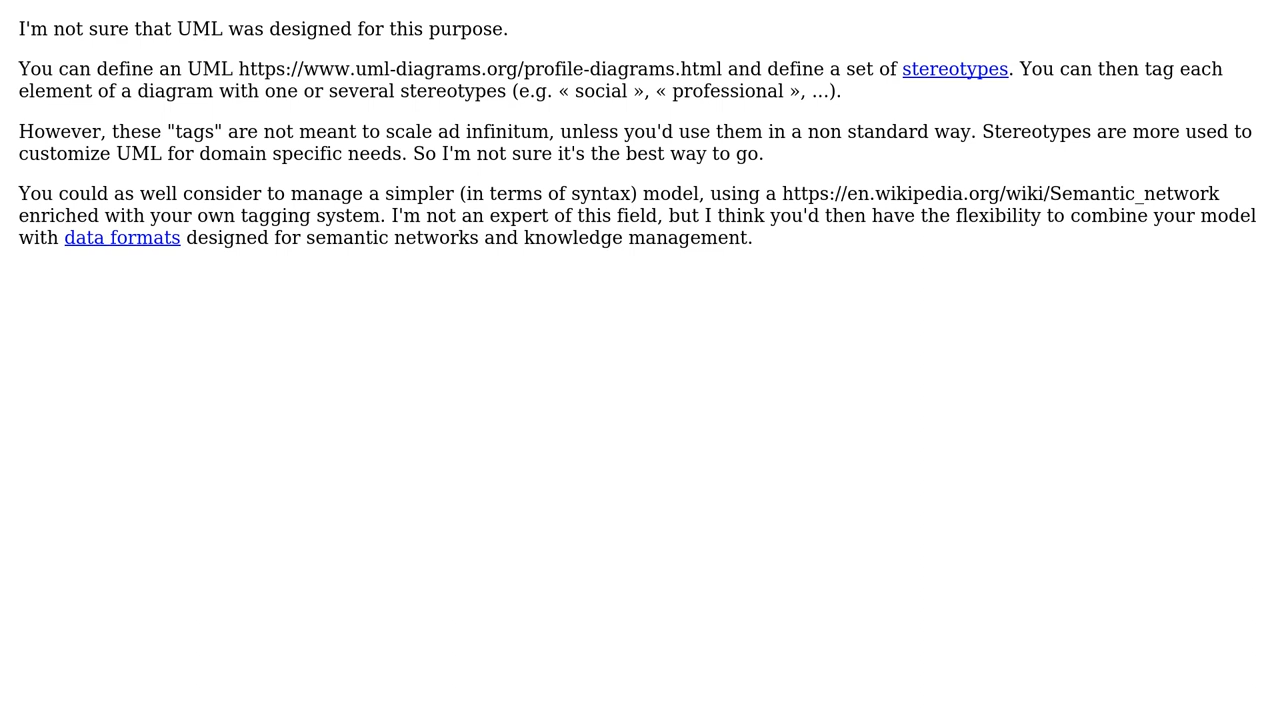 I'm not sure that UML was designed for this purpose.
You can define an UML https://www.uml-diagrams.org/profile-diagrams.html and define a set of stereotypes. You can then tag each
element of a diagram with one or several stereotypes (e.g. « social », « professional », ...).
However, these "tags" are not meant to scale ad infinitum, unless you'd use them in a non standard way. Stereotypes are more used to
customize UML for domain specific needs. So I'm not sure it's the best way to go.
You could as well consider to manage a simpler (in terms of syntax) model, using a https://en.wikipedia.org/wiki/Semantic_network
enriched with your own tagging system. I'm not an expert of this field, but I think you'd then have the flexibility to combine your model
with data formats designed for semantic networks and knowledge management.